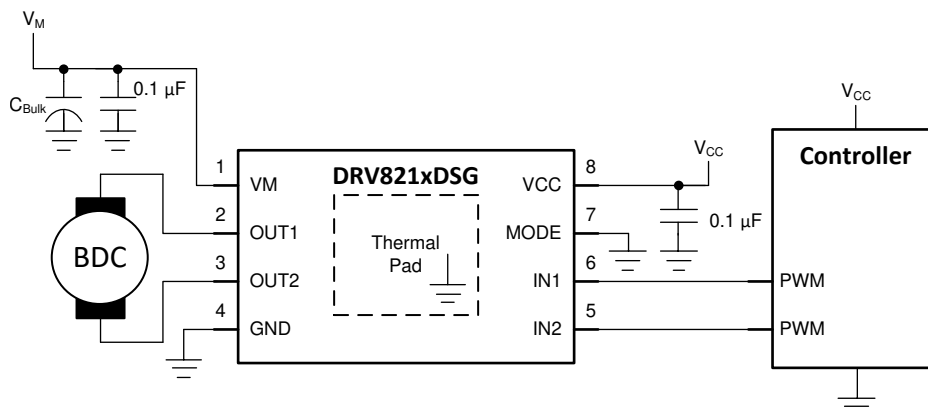 VM
CBulk
0.1 µF
VCC
Controller
DRV821xDSG
1
VM
VCC
8
VCC
0.1 µF
2
OUT1
MODE
7
Thermal
Pad
BDC
3
OUT2
IN1
6
PWM
4
GND
IN2
5
PWM